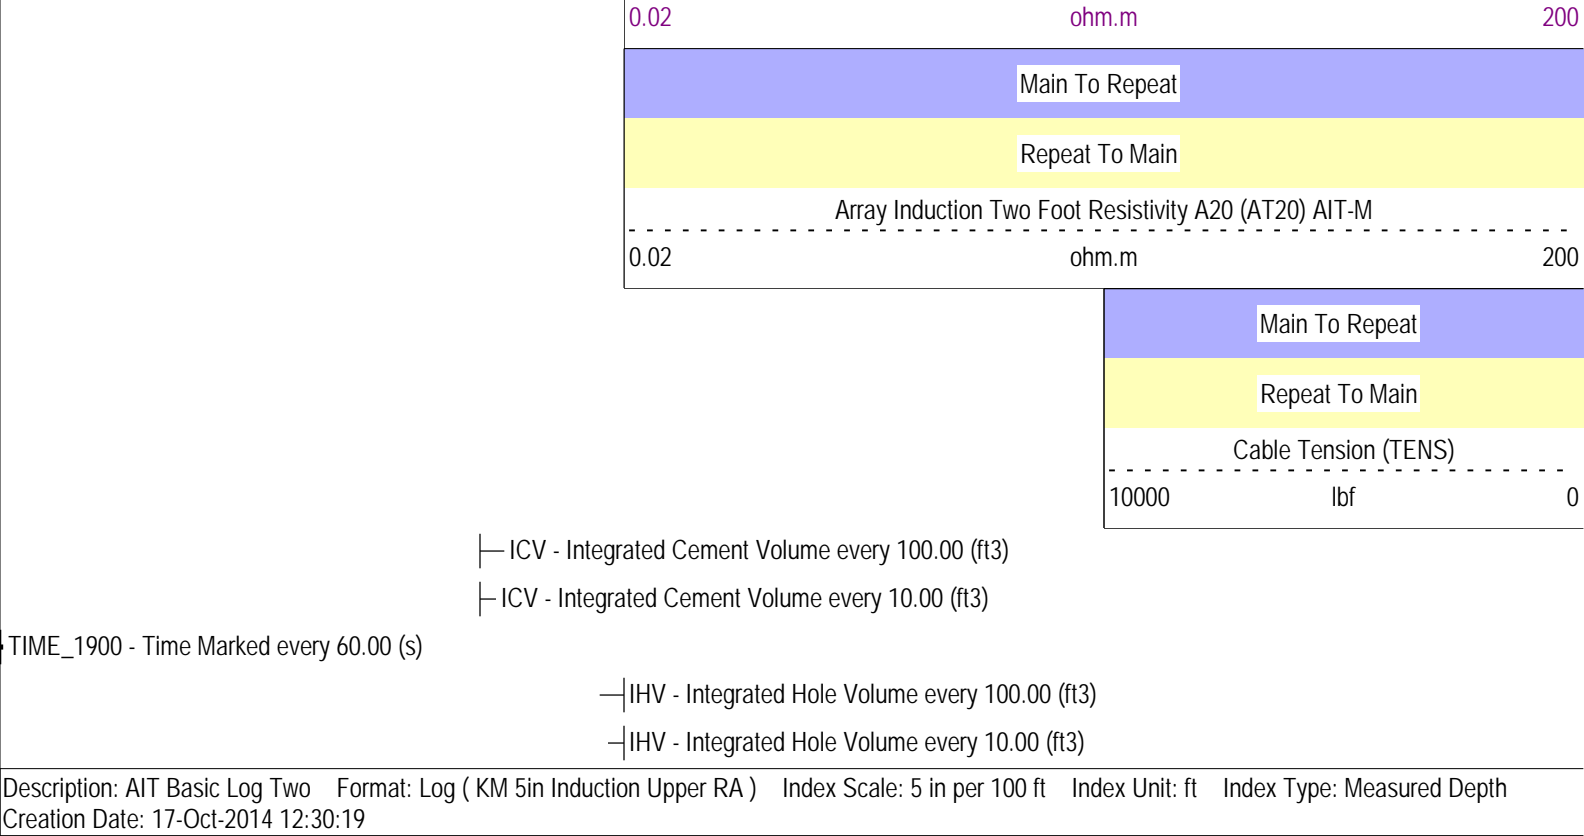 0.02 ohm.m 200
Main To Repeat
Repeat To Main
Array Induction Two Foot Resistivity A20 (AT20) AIT-M
0.02 ohm.m 200
Main To Repeat
Repeat To Main
Cable Tension (TENS)
10000 lbf 0
ICV - Integrated Cement Volume every 100.00 (ft3)
ICV - Integrated Cement Volume every 10.00 (ft3)
TIME_1900 - Time Marked every 60.00 (s)
IHV - Integrated Hole Volume every 100.00 (ft3)
IHV - Integrated Hole Volume every 10.00 (ft3)
Description: AIT Basic Log Two Format: Log ( KM 5in Induction Upper RA ) Index Scale: 5 in per 100 ft Index Unit: ft Index Type: Measured Depth
Creation Date: 17-Oct-2014 12:30:19